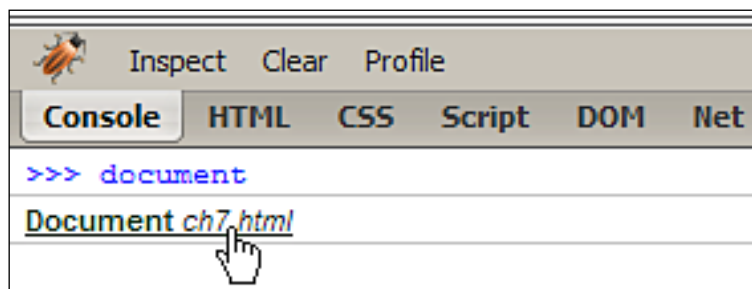 Inspect Clear Profile
Console HTML CSS Script DOM Net
>>> document
Document ch7.html